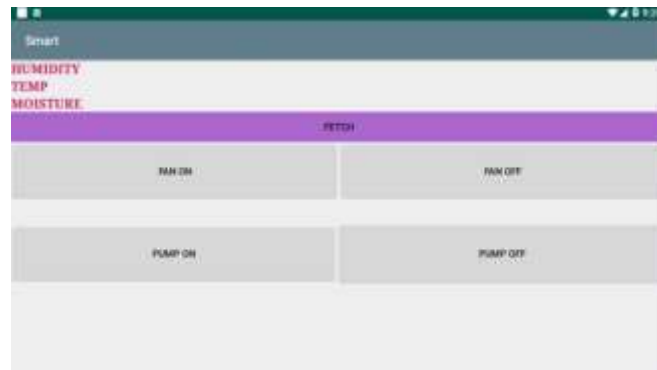 Smart
HUMIDITY
TEMP
MOISTURE
FETCH
FAN ON
FAN OFF
PUMP ON
PUMP OFF